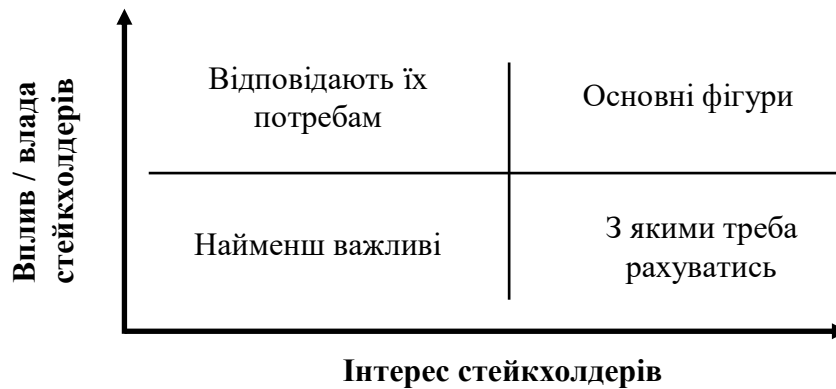 Вплив / влада
стейкхолдерів
Відповідають їх
потребам
Основні фігури
Найменш важливі
З якими треба
рахуватись
Інтерес стейкхолдерів